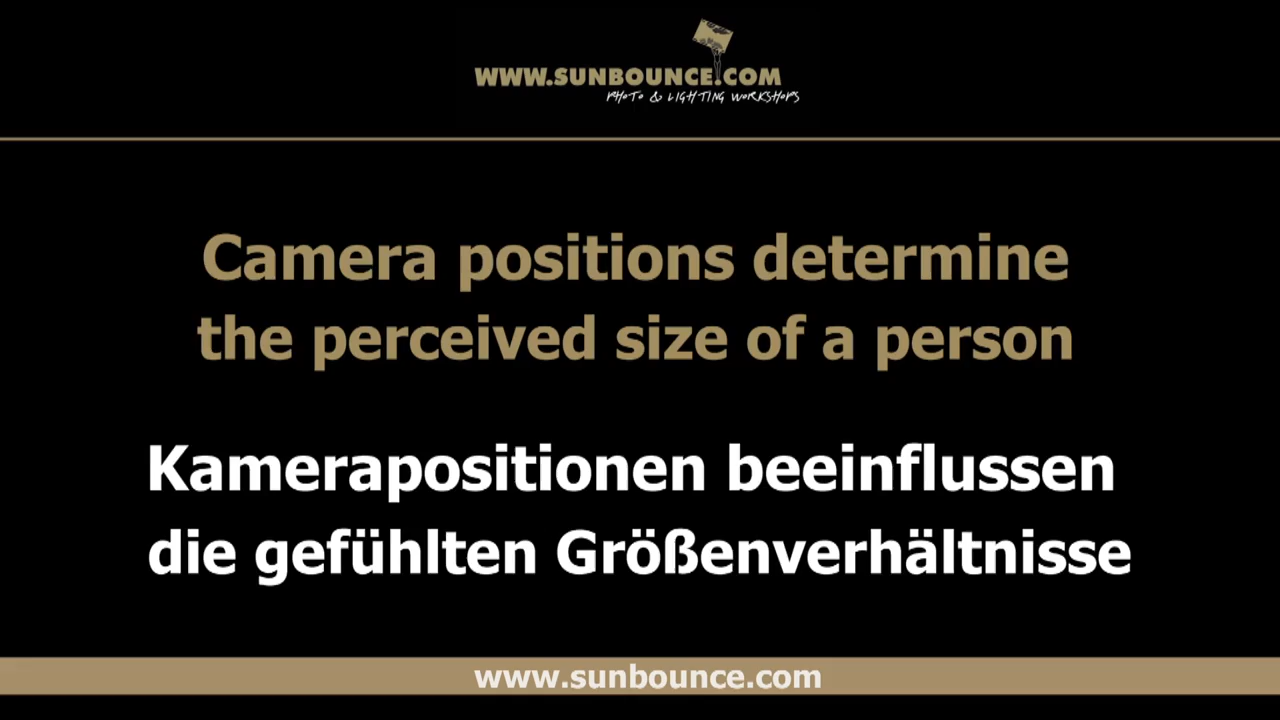 WWW.SUNBOUNCE.COM
PHOTO & LIGHTING WORKSHOPS
Camera positions determine
the perceived size of a person
Kamerapositionen beeinflussen
die gefühlten Größenverhältnisse
www.sunbounce.com